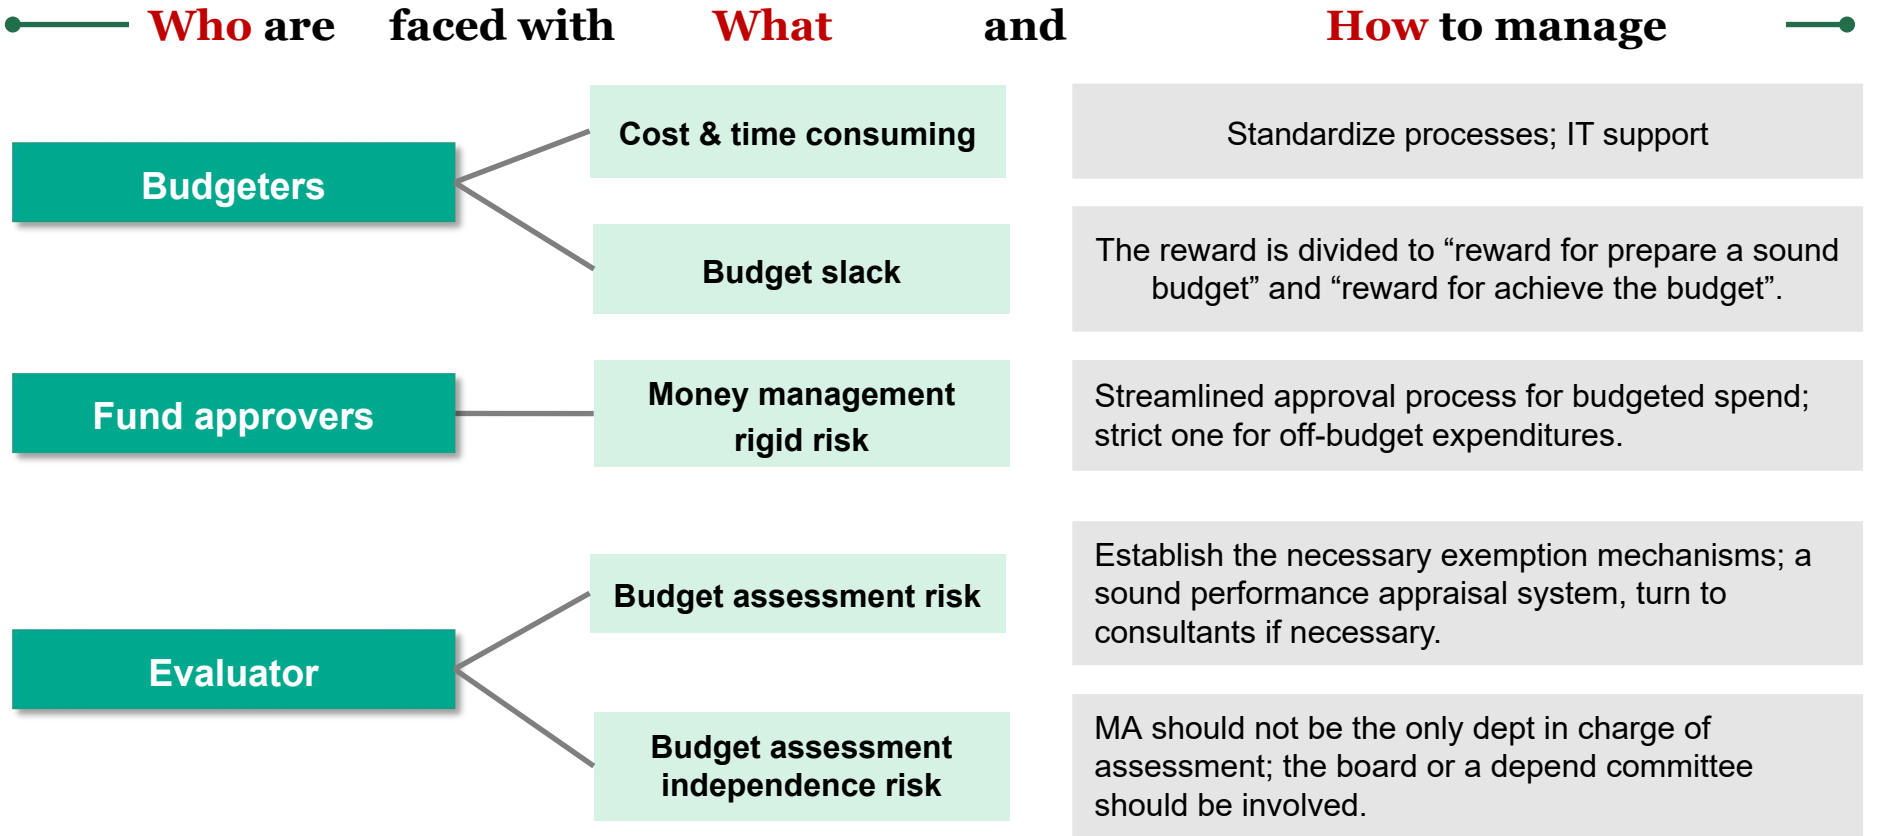 Who are faced with What and How to manage
Budgeters
Cost & time consuming
Standardize processes; IT support
Budget slack
The reward is divided to “reward for prepare a sound
budget” and “reward for achieve the budget”.
Fund approvers
Money management
rigid risk
Streamlined approval process for budgeted spend;
strict one for off-budget expenditures.
Evaluator
Budget assessment risk
Establish the necessary exemption mechanisms; a
sound performance appraisal system, turn to
consultants if necessary.
Budget assessment
independence risk
MA should not be the only dept in charge of
assessment; the board or a depend committee
should be involved.